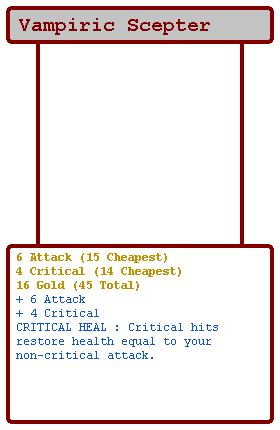 Vampiric Scepter
6 Attack (15 Cheapest)
4 Critical (14 Cheapest)
16 Gold (45 Total)
+ 6 Attack
+ 4 Critical
CRITICAL HEAL : Critical hits
restore health equal to your
non-critical attack.